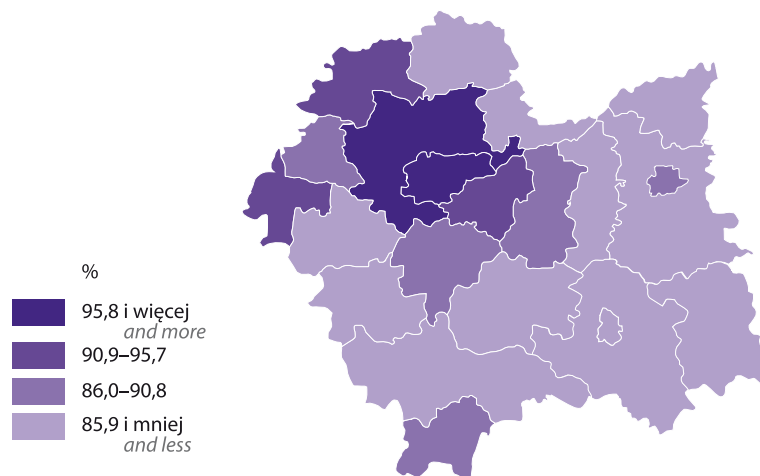 %
95,8 i więcej
and more
90,9–95,7
86,0–90,8
85,9 i mniej
and less